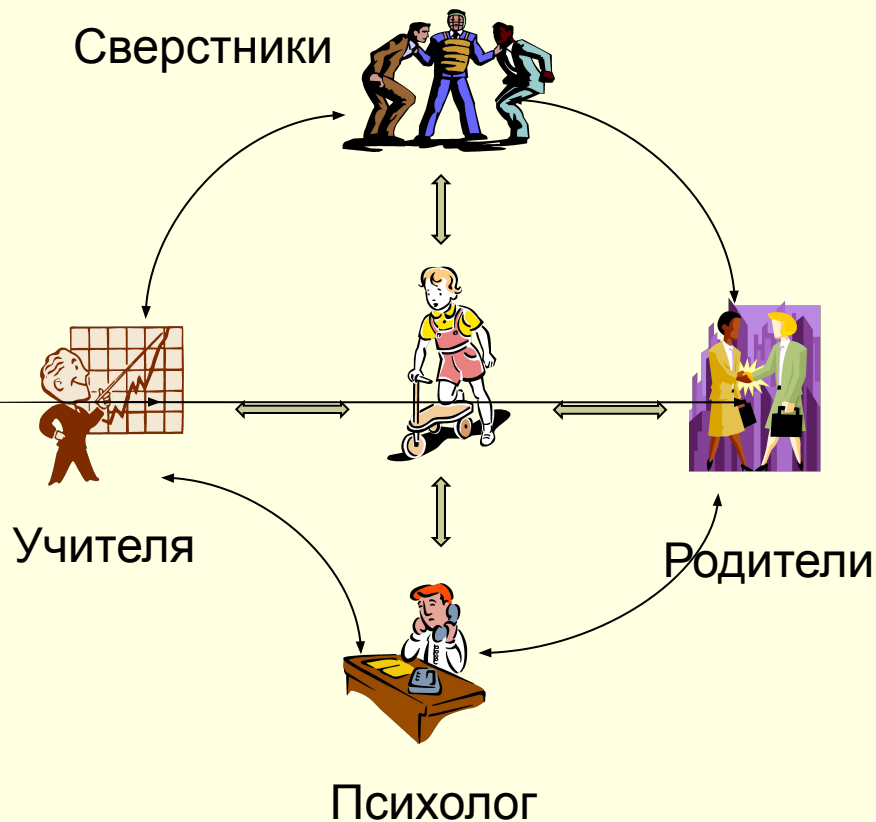 Сверстники
Учителя
Родители
Психолог